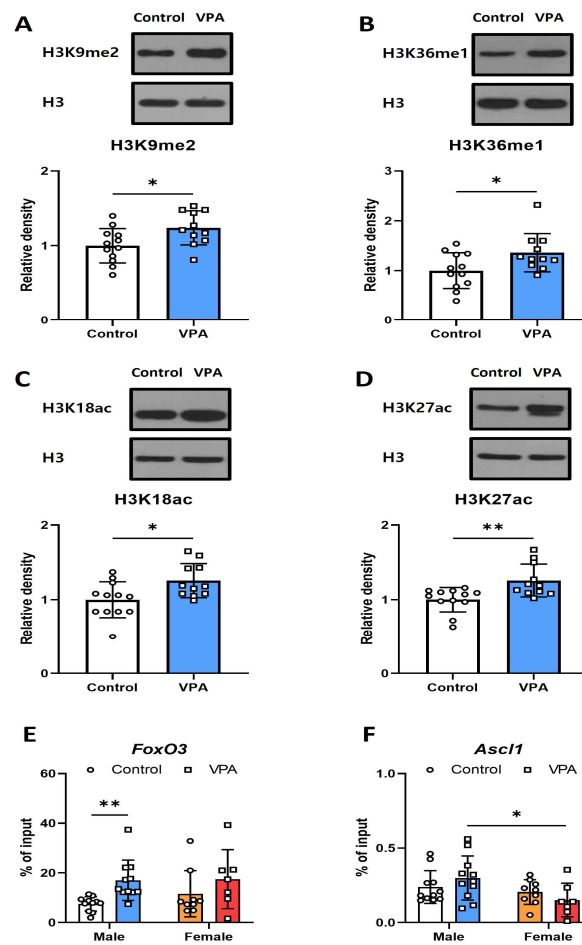 A
Control VPA
H3K9me2
H3
H3K9me2
Relative density
2
1
0
*
Control VPA
B
Control VPA
H3K36me1
H3
H3K36me1
Relative density
3
2
1
0
*
Control VPA
C
Control VPA
H3K18ac
H3
H3K18ac
Relative density
2
1
0
*
Control VPA
D
Control VPA
H3K27ac
H3
H3K27ac
Relative density
2
1
0
**
Control VPA
E
FoxO3
Control VPA
% of input
60
40
20
0
**
Male Female
F
Ascl1
Control VPA
% of input
1.0
0.5
0.0
*
Male Female